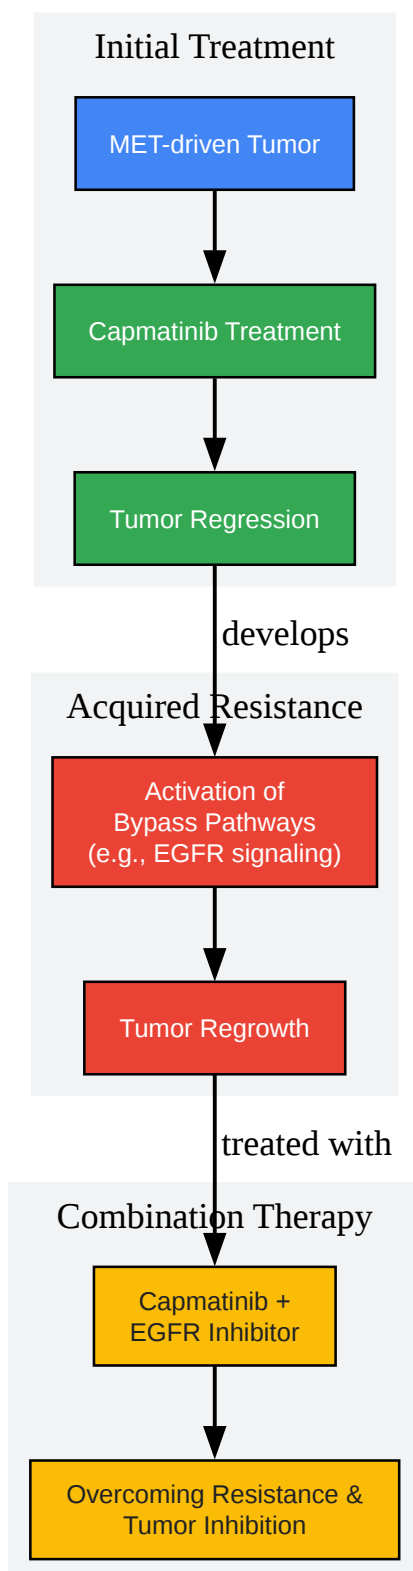 Initial Treatment
MET-driven Tumor
Capmatinib Treatment
Tumor Regression
develops
Acquired Resistance
Activation of
Bypass Pathways
(e.g., EGFR signaling)
Tumor Regrowth
treated with
Combination Therapy
Capmatinib +
EGFR Inhibitor
Overcoming Resistance &
Tumor Inhibition